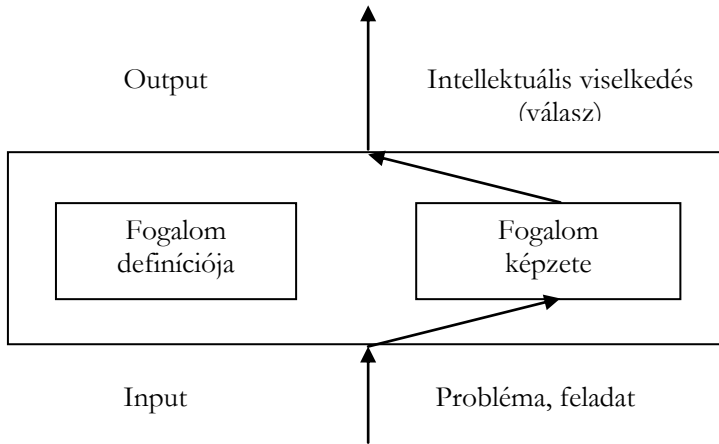 Output
Intellektuális viselkedés
(válasz)
Fogalom
definíciója
Fogalom
képzete
Input
Probléma, feladat